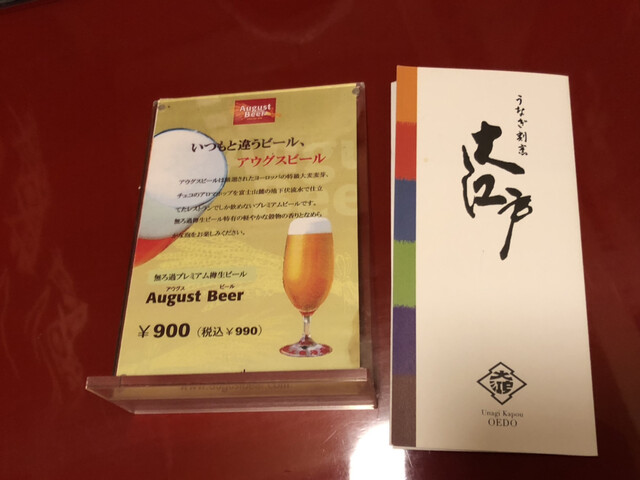 August
Beer
いつもと違うビール、
アウグスビール
アウグスビールは厳選されたヨーロッパの特級大麦麦芽、
チェコのアロマホップを富士山麓の地下伏流水で仕立
てたレストランでしか飲めないプレミアムビールです。
無ろ過樽生ビール特有の軽やかな穀物の香りとなめら
かな泡をお楽しみください。
無ろ過プレミアム樽生ビール
アウグス ビール
August Beer
￥900（税込￥990）
うなぎ割烹
大江戸
Unagi Kapou
OEDO